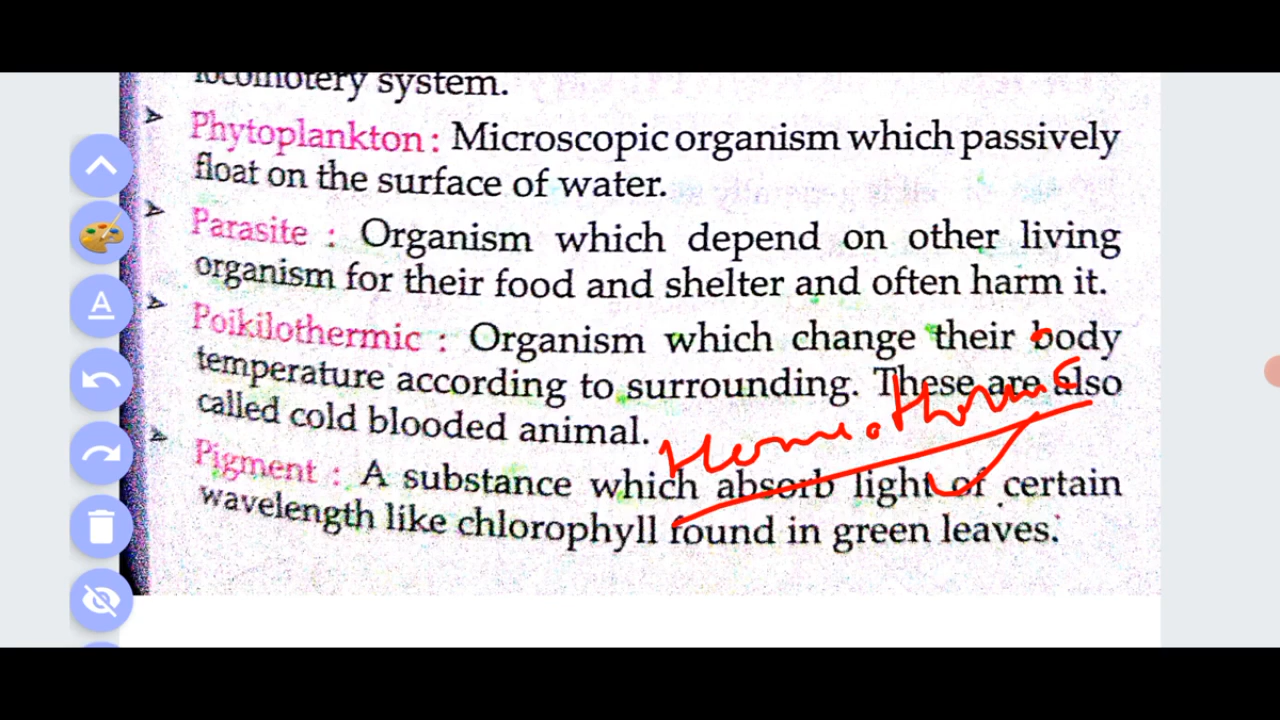 locomotery system.
➤ Phytoplankton : Microscopic organism which passively
float on the surface of water.
➤ Parasite : Organism which depend on other living
organism for their food and shelter and often harm it.
➤ Poikilothermic : Organism which change their body
temperature according to surrounding. These are also
called cold blooded animal.
Homeothermic
➤ Pigment : A substance which absorb light of certain
wavelength like chlorophyll found in green leaves.
A